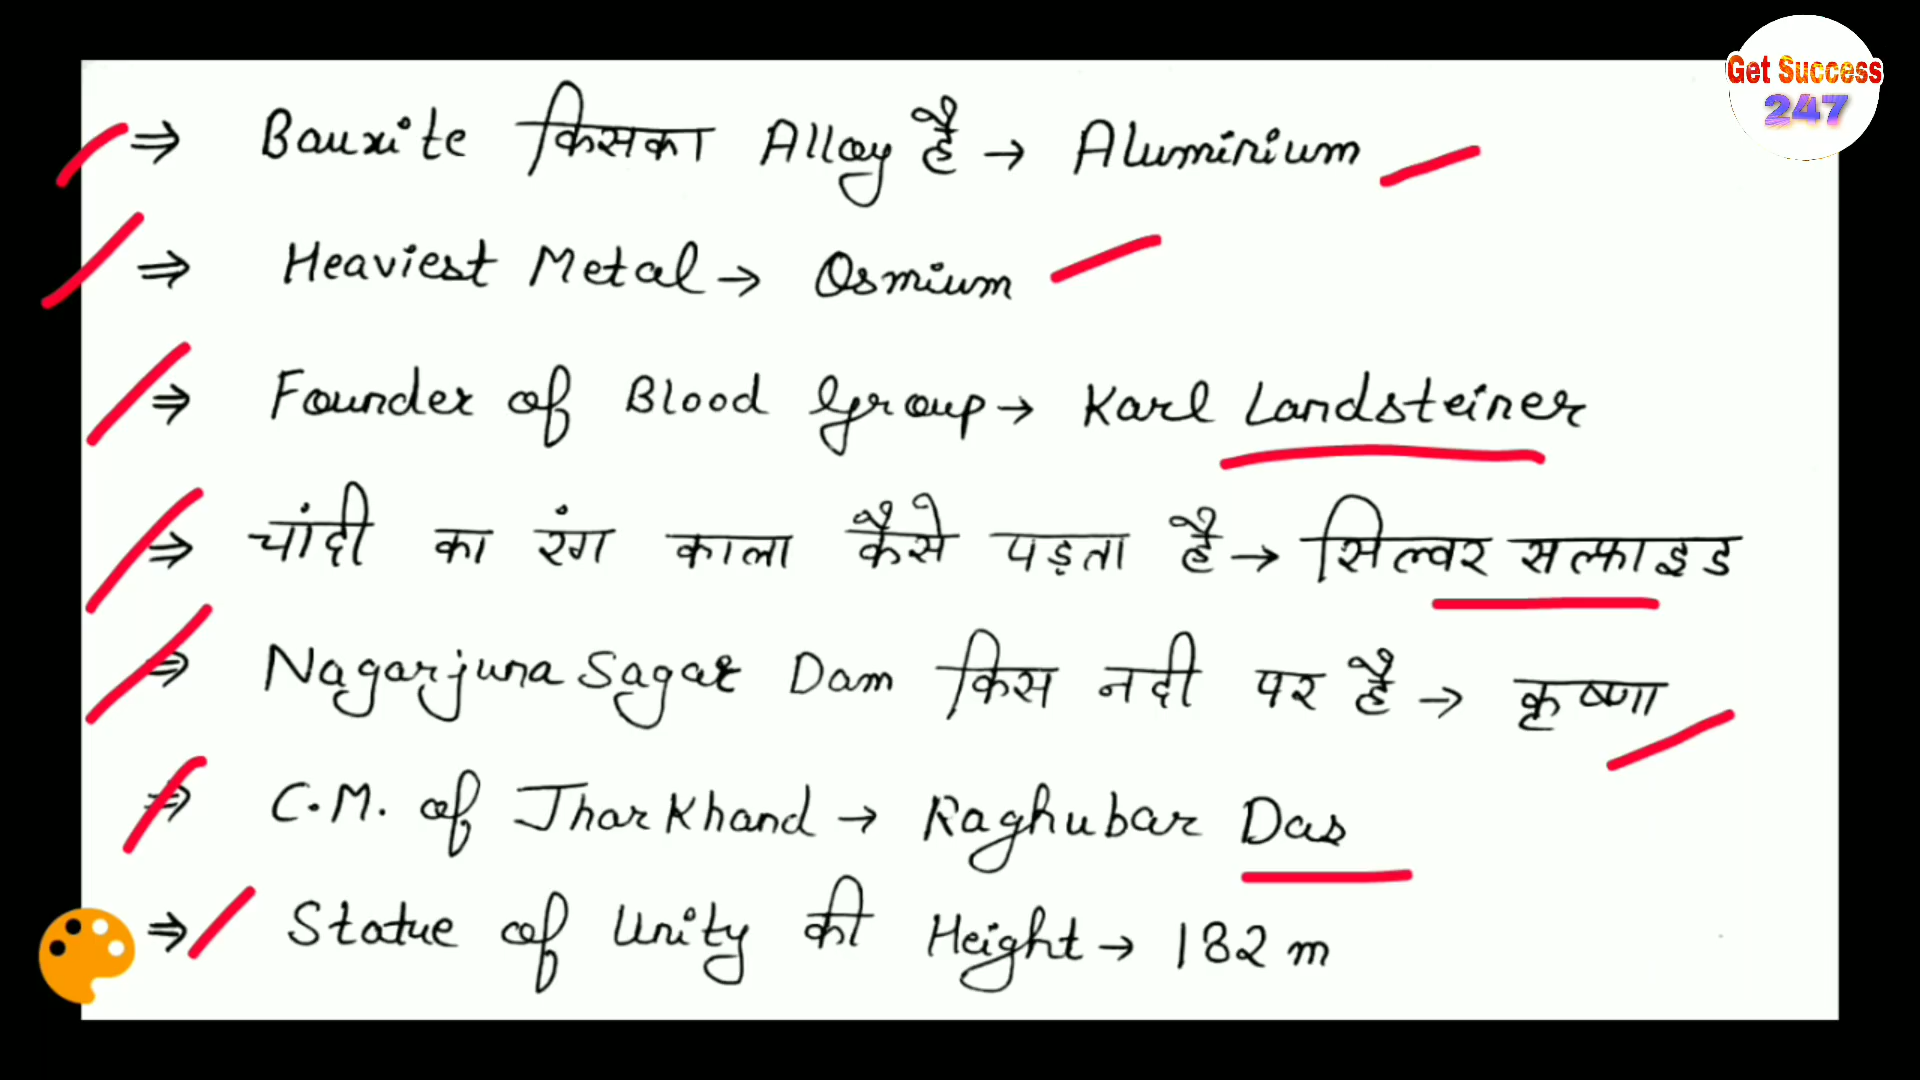 Get Success
247
⇒ Bauxite किसका Alloy है → Aluminium
⇒ Heaviest Metal → Osmium
⇒ Founder of Blood Group → Karl Landsteiner
⇒ चांदी का रंग काला कैसे पड़ता है → सिल्वर सल्फाइड
⇒ Nagarjuna Sagar Dam किस नदी पर है → कृष्णा
⇒ C.M. of Jharkhand → Raghubar Das
⇒ Statue of Unity की Height → 182 m